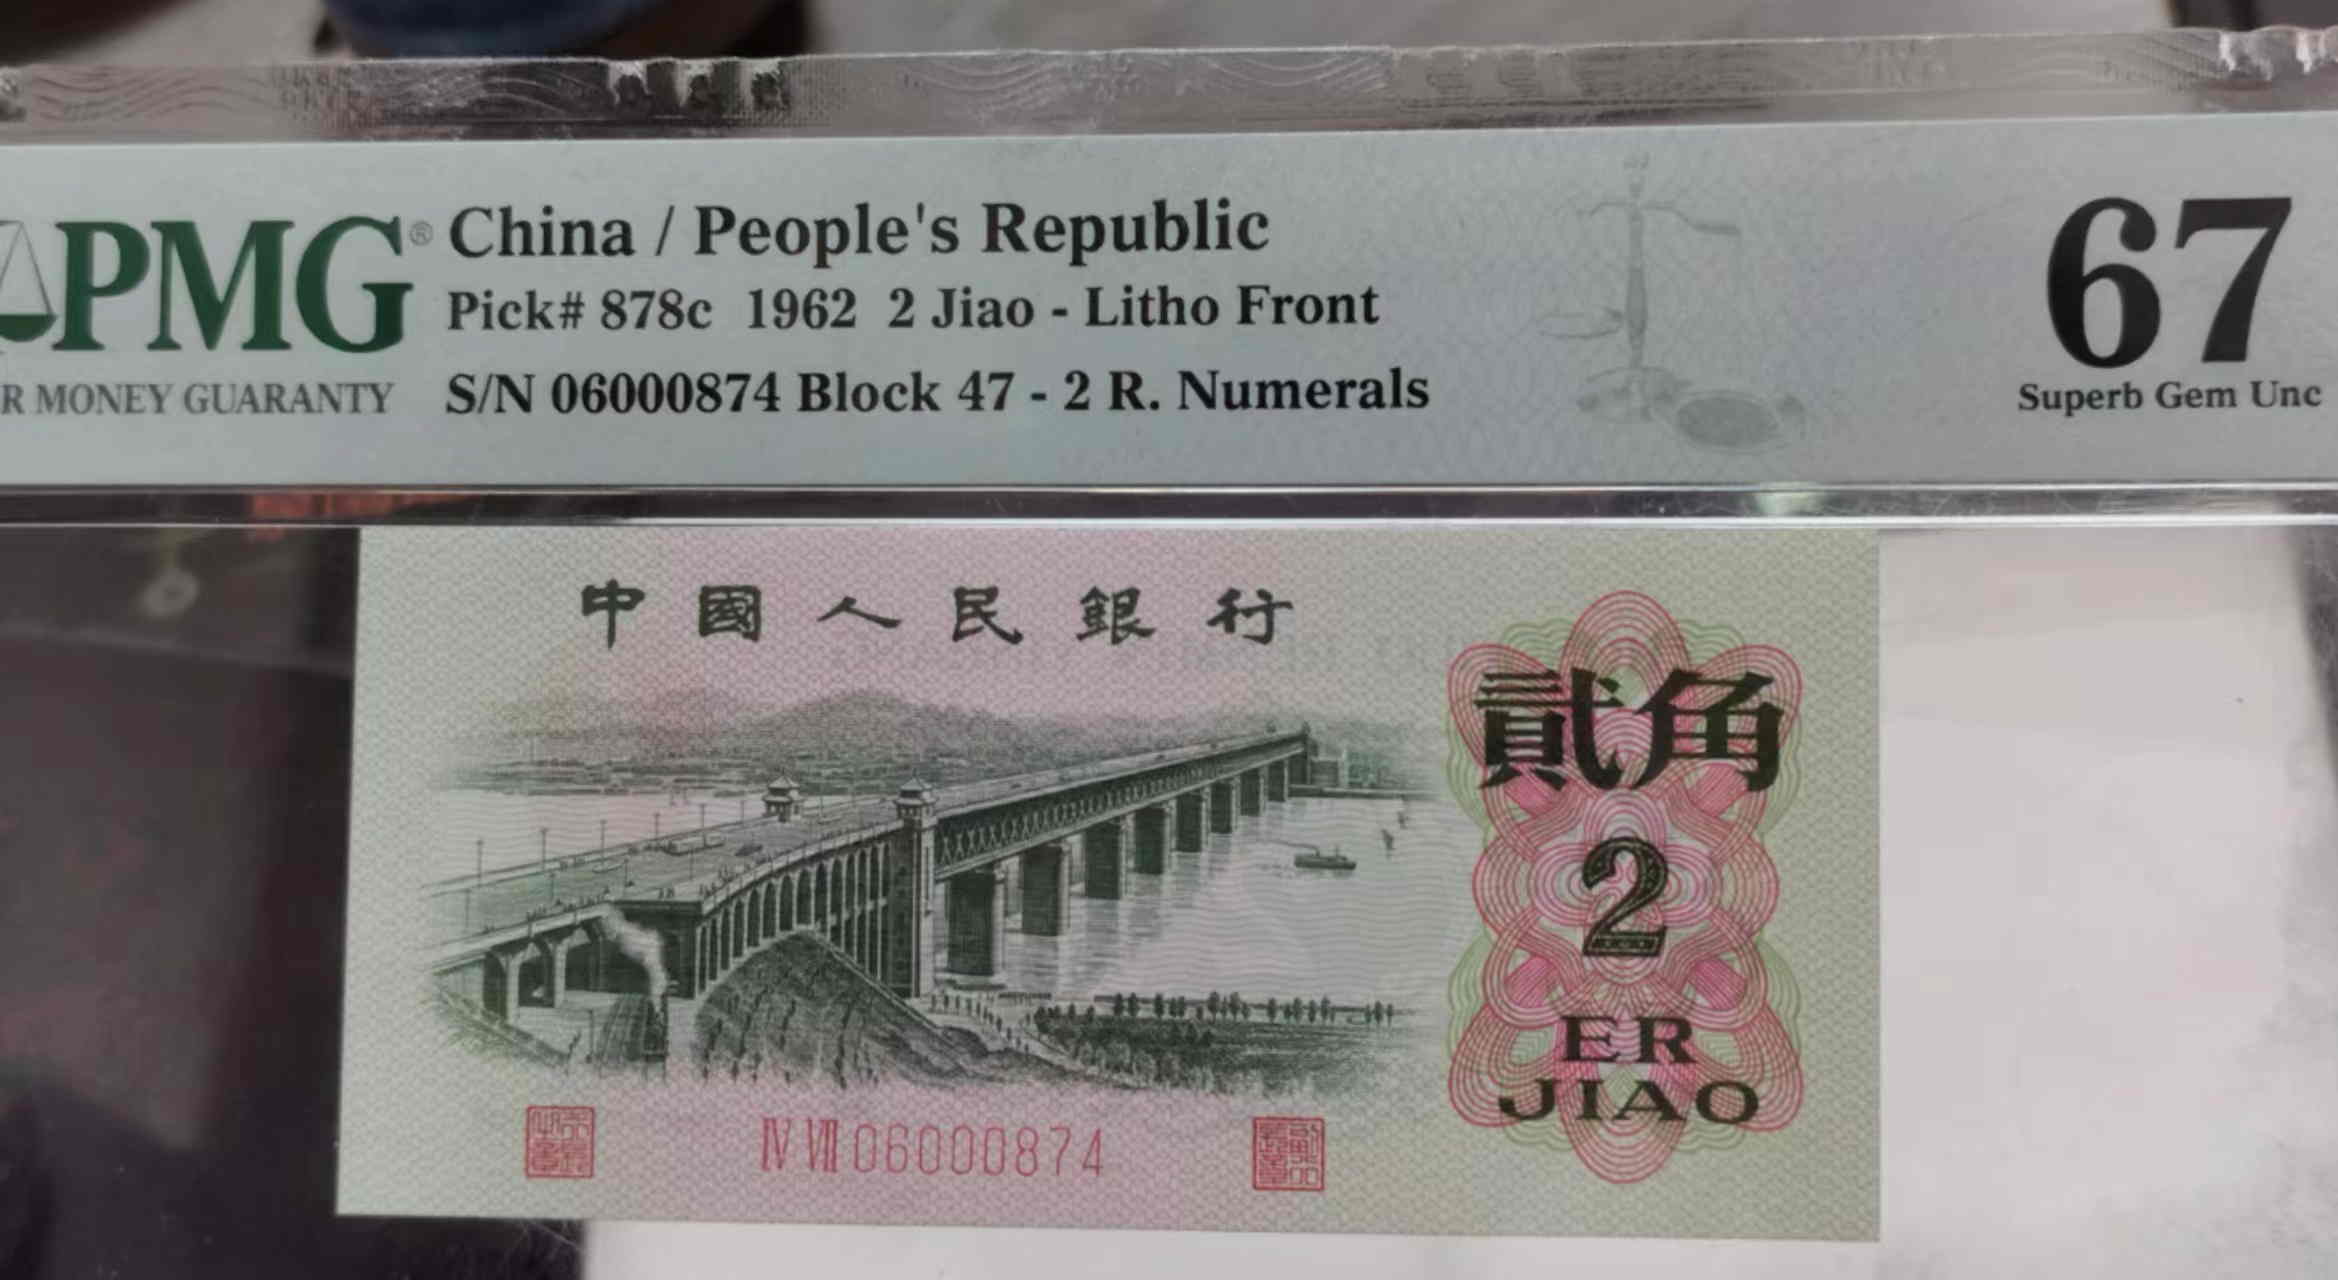 PMG® China / People's Republic
Pick# 878c 1962 2 Jiao - Litho Front
R MONEY GUARANTY S/N 06000874 Block 47 - 2 R. Numerals
67
Superb Gem Unc
中國人民銀行
貳角
2
ER
JIAO
IV VII 06000874